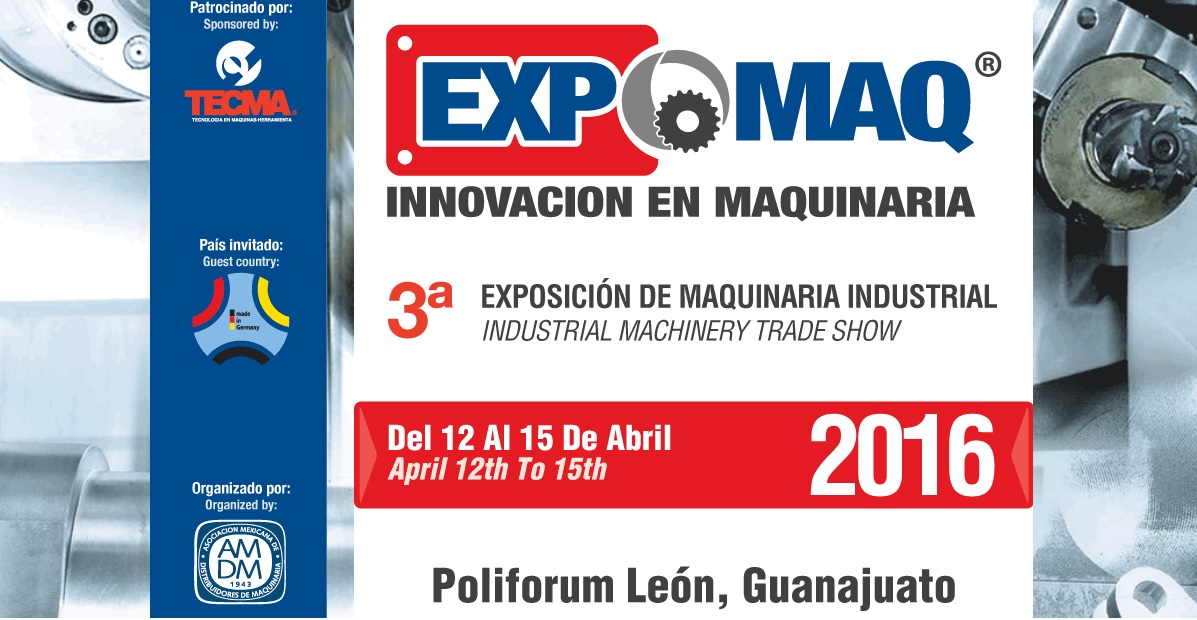 Patrocinado por:
Sponsored by:
TECMA®
TECNOLOGIA EN MAQUINAS-HERRAMIENTA
País invitado:
Guest country:
made
in
Germany
Organizado por:
Organized by:
ASOCIACION MEXICANA DE
AM
DM
1943
DISTRIBUIDORES DE MAQUINARIA
EXPOMAQ®
INNOVACION EN MAQUINARIA
3ª EXPOSICIÓN DE MAQUINARIA INDUSTRIAL
INDUSTRIAL MACHINERY TRADE SHOW
Del 12 Al 15 De Abril
April 12th To 15th
2016
Poliforum León, Guanajuato